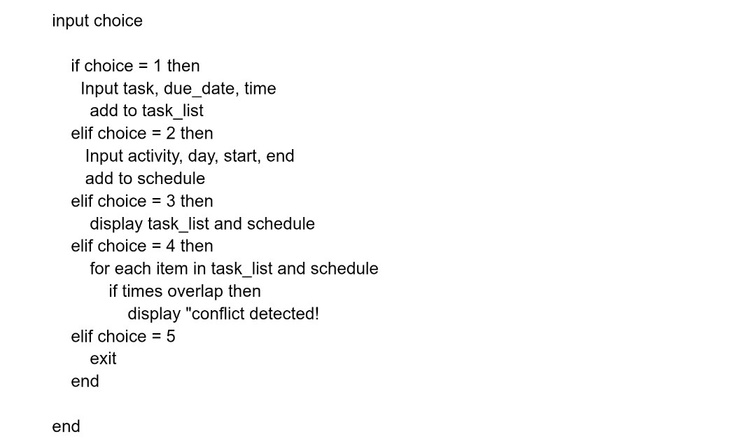 input choice
if choice = 1 then
Input task, due_date, time
add to task_list
elif choice = 2 then
Input activity, day, start, end
add to schedule
elif choice = 3 then
display task_list and schedule
elif choice = 4 then
for each item in task_list and schedule
if times overlap then
display "conflict detected!
elif choice = 5
exit
end
end